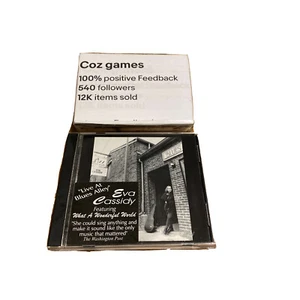 Coz games
100% positive Feedback
540 followers
12K items sold
"Live At
Blues Alley"
Eva
Cassidy
Featuring
What A Wonderful World
"She could sing anything and
make it sound like the only
music that mattered"
The Washington Post